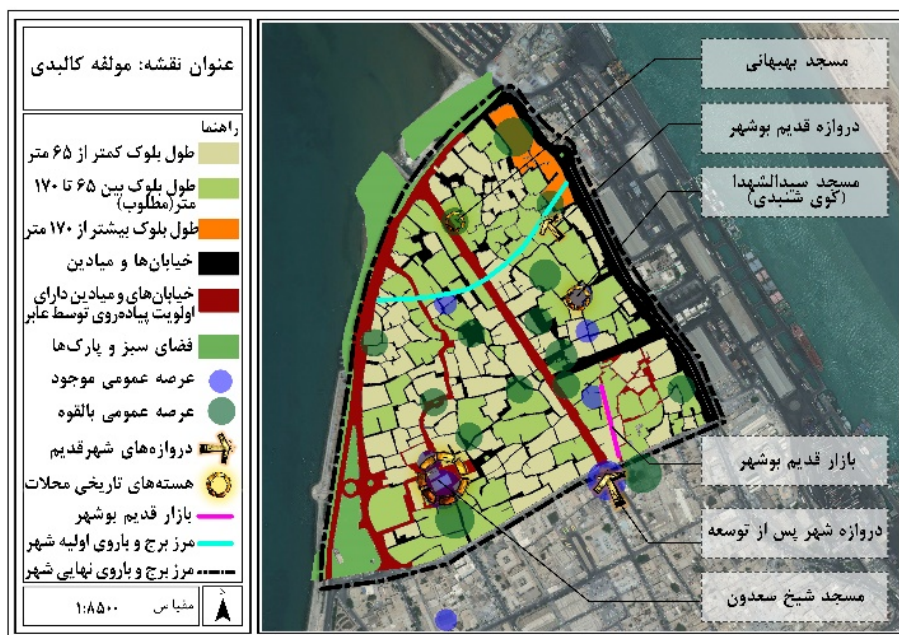 عنوان نقشه: مولفه کالبدی
راهنما
طول بلوک کمتر از ۶۵ متر
طول بلوک بین ۶۵ تا ۱۷۰
متر(مطلوب)
طول بلوک بیشتر از ۱۷۰ متر
خیابان‌ها و میادین
خیابان‌های و میادین دارای
اولویت پیاده‌روی توسط عابر
فضای سبز و پارک‌ها
عرصه عمومی موجود
عرصه عمومی بالقوه
دروازه‌های شهرقدیم
هسته‌های تاریخی محلات
بازار قدیم بوشهر
مرز برج و باروی اولیه شهر
مرز برج و باروی نهایی شهر
مقیاس
۱:۸۵۰۰
مسجد بهبهانی
دروازه قدیم بوشهر
مسجد سیدالشهدا
(کوی شنبدی)
بازار قدیم بوشهر
دروازه شهر پس از توسعه
مسجد شیخ سعدون